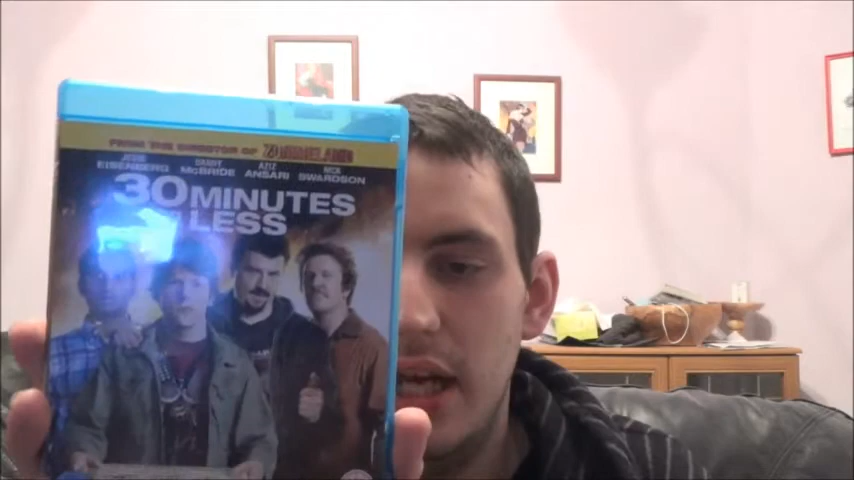 FROM THE DIRECTOR OF ZOMBIELAND
JESSE EISENBERG DANNY McBRIDE AZIZ ANSARI NICK SWARDSON
30 MINUTES
LESS